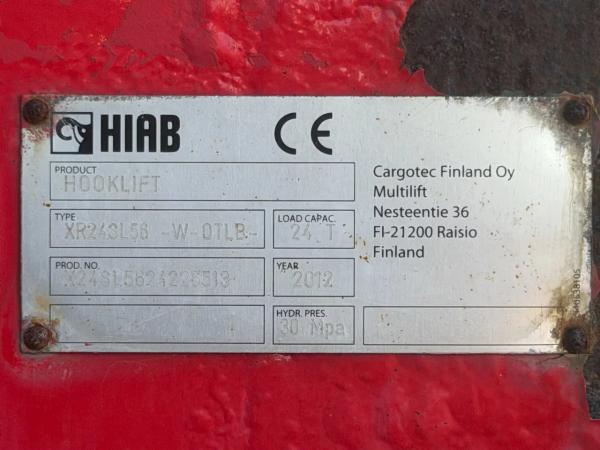 HIAB CE
PRODUCT
HOOKLIFT
TYPE
XR24SL56 -W-OTLB-
LOAD CAPAC.
24 T
PROD. NO.
YEAR
2012
HYDR. PRES.
30 Mpa
Cargotec Finland Oy
Multilift
Nesteentie 36
FI-21200 Raisio
Finland